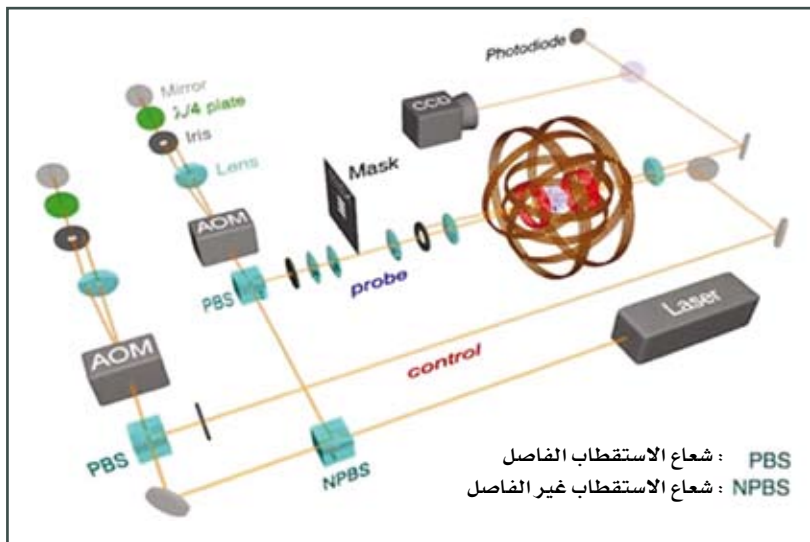 Photodiode
Mirror
λ/4 plate
Iris
Lens
CCD
Mask
AOM
PBS
probe
AOM
Laser
control
PBS
NPBS
PBS : شعاع الاستقطاب الفاصل
NPBS : شعاع الاستقطاب غير الفاصل